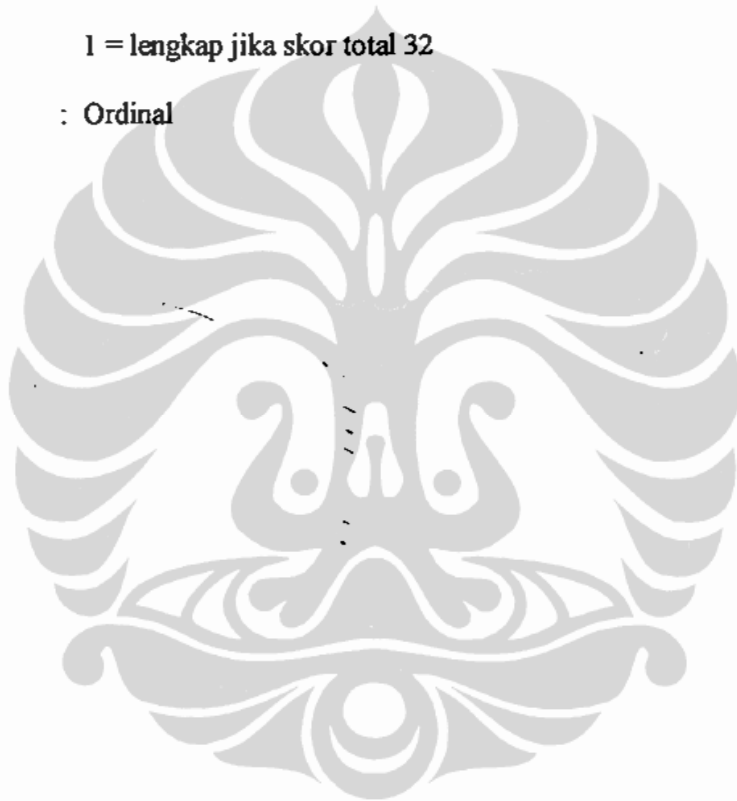 1 = lengkap jika skor total 32
: Ordinal